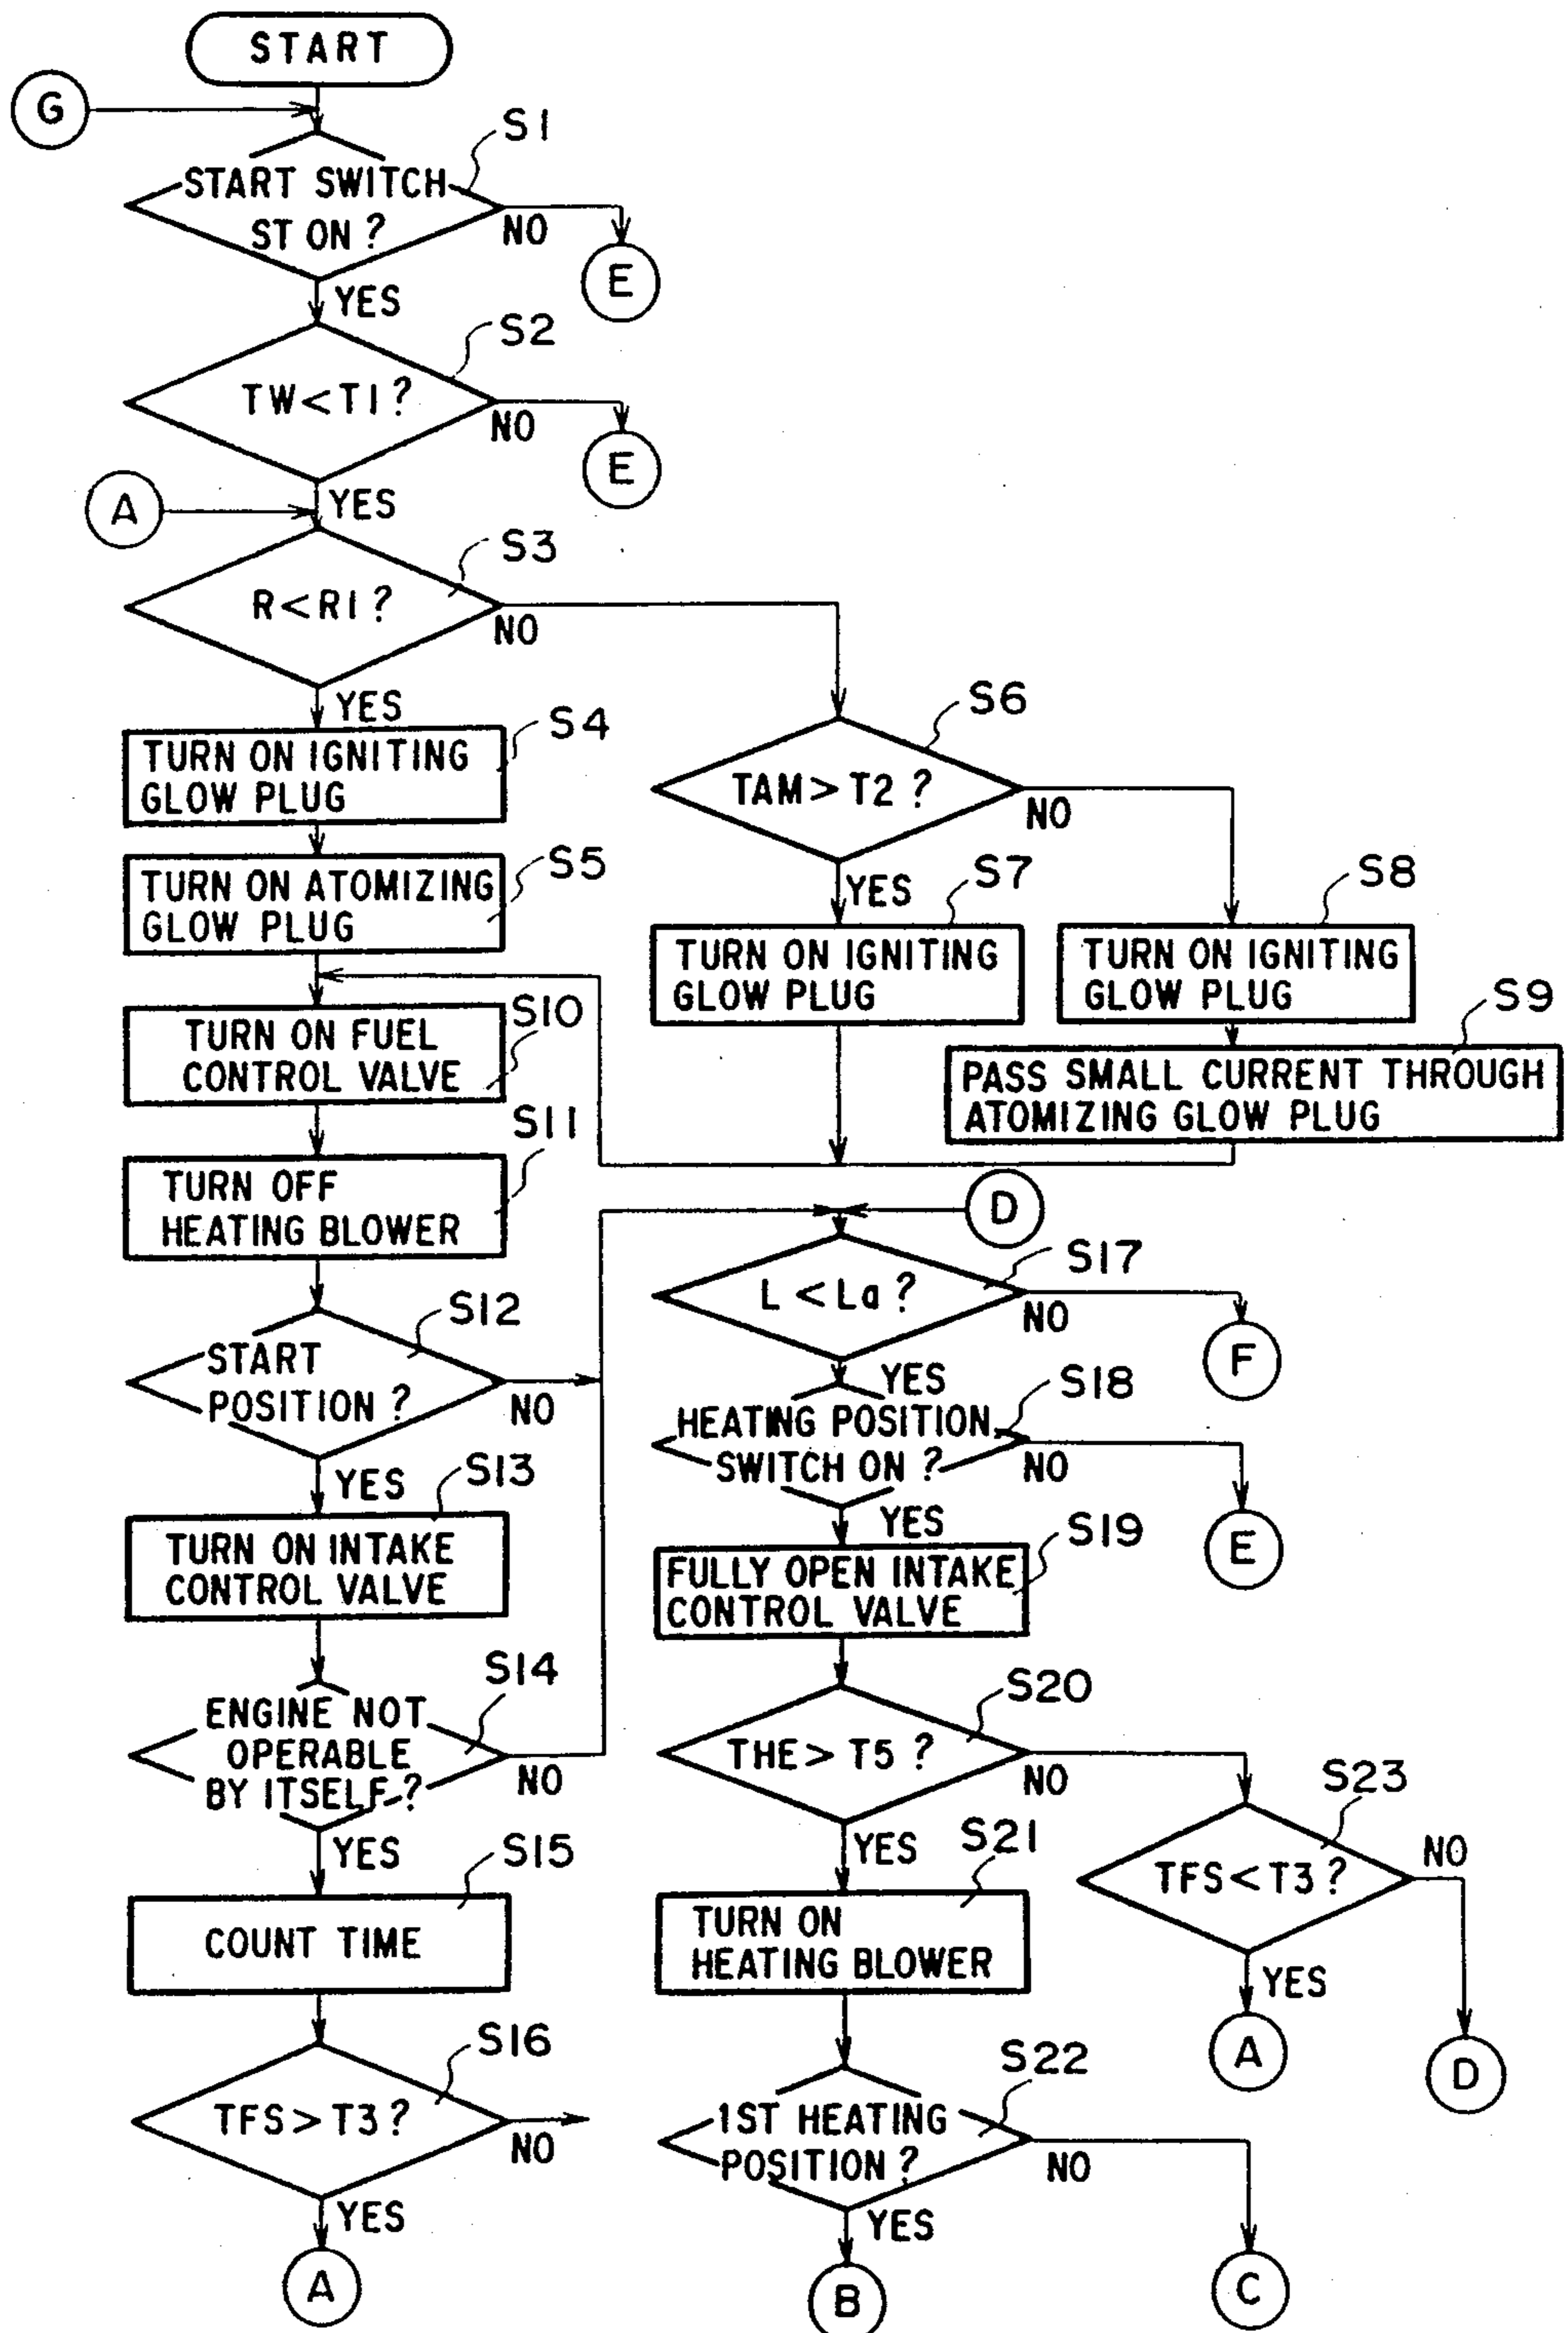 START
G
S1
START SWITCH
ST ON ?
NO
E
YES
S2
TW < T1 ?
NO
E
A
YES
S3
R < R1 ?
NO
YES
S4
TURN ON IGNITING
GLOW PLUG
S5
TURN ON ATOMIZING
GLOW PLUG
S6
TAM > T2 ?
NO
YES
S7
TURN ON IGNITING
GLOW PLUG
S8
TURN ON IGNITING
GLOW PLUG
S9
PASS SMALL CURRENT THROUGH
ATOMIZING GLOW PLUG
S10
TURN ON FUEL
CONTROL VALVE
S11
TURN OFF
HEATING BLOWER
S12
START
POSITION ?
NO
YES
S13
TURN ON INTAKE
CONTROL VALVE
S14
ENGINE NOT
OPERABLE
BY ITSELF ?
NO
YES
S15
COUNT TIME
S16
TFS > T3 ?
NO
YES
A
D
S17
L < La ?
NO
F
YES
S18
HEATING POSITION
SWITCH ON ?
NO
E
YES
S19
FULLY OPEN INTAKE
CONTROL VALVE
S20
THE > T5 ?
NO
YES
S21
TURN ON
HEATING BLOWER
S22
1ST HEATING
POSITION ?
NO
YES
B
C
S23
TFS < T3 ?
NO
YES
A
D